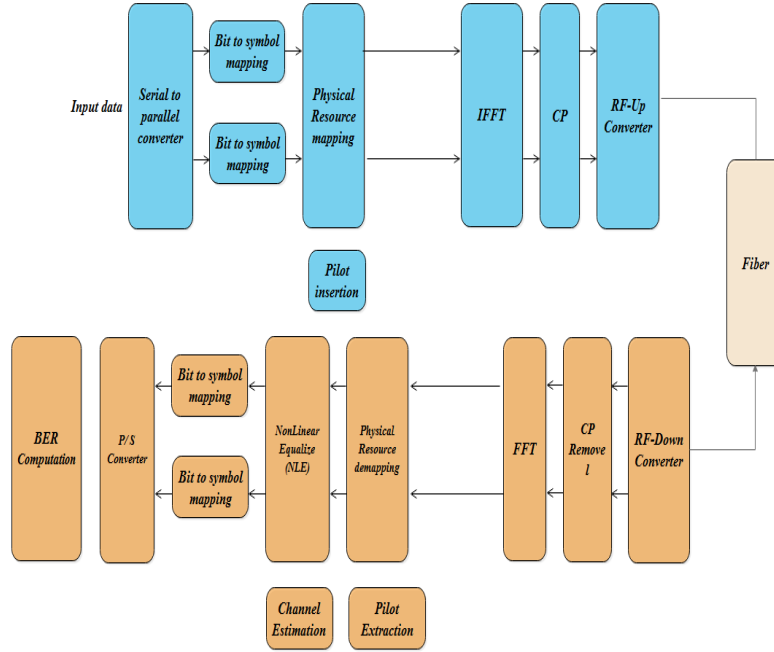 Input data
Serial to
parallel
converter
Bit to symbol
mapping
Bit to symbol
mapping
Physical
Resource
mapping
IFFT
CP
RF-Up
Converter
Pilot
insertion
Fiber
BER
Computation
P/S
Converter
Bit to symbol
mapping
Bit to symbol
mapping
NonLinear
Equalize
(NLE)
Physical
Resource
demapping
FFT
CP
Remove
l
RF-Down
Converter
Channel
Estimation
Pilot
Extraction